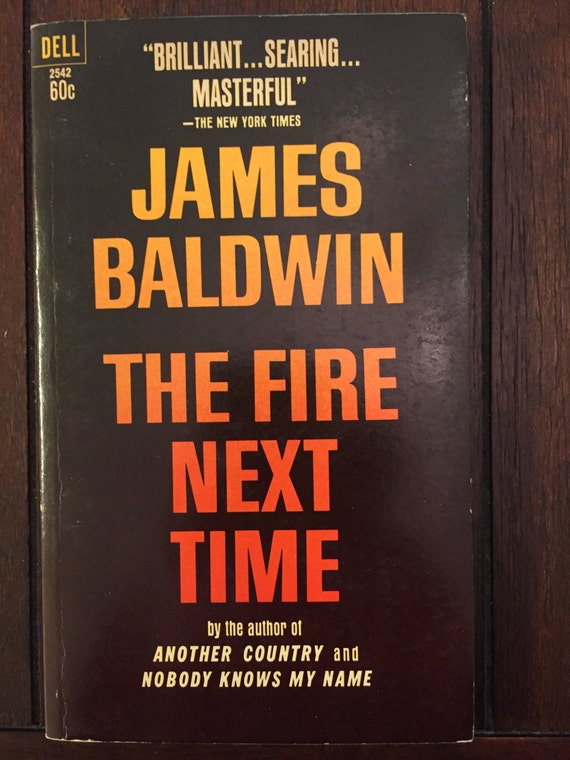 DELL
2542
60c
“BRILLIANT...SEARING...
MASTERFUL”
—THE NEW YORK TIMES
JAMES
BALDWIN
THE FIRE
NEXT
TIME
by the author of
ANOTHER COUNTRY and
NOBODY KNOWS MY NAME